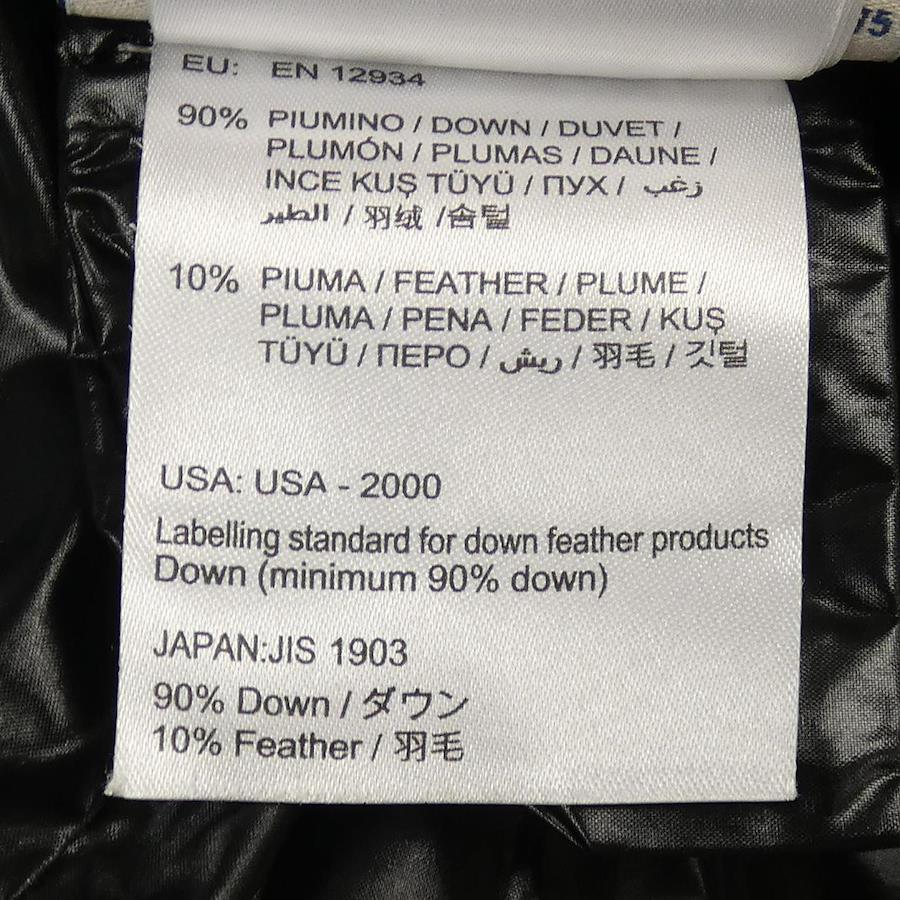 75
EU: EN 12934
90% PIUMINO / DOWN / DUVET /
PLUMÓN / PLUMAS / DAUNE /
INCE KUŞ TÜYÜ / ПУХ / زغب
الطير / 羽绒 /솜털
10% PIUMA / FEATHER / PLUME /
PLUMA / PENA / FEDER / KUŞ
TÜYÜ / ПЕРО / ريش / 羽毛 / 깃털
USA: USA - 2000
Labelling standard for down feather products
Down (minimum 90% down)
JAPAN:JIS 1903
90% Down / ダウン
10% Feather / 羽毛